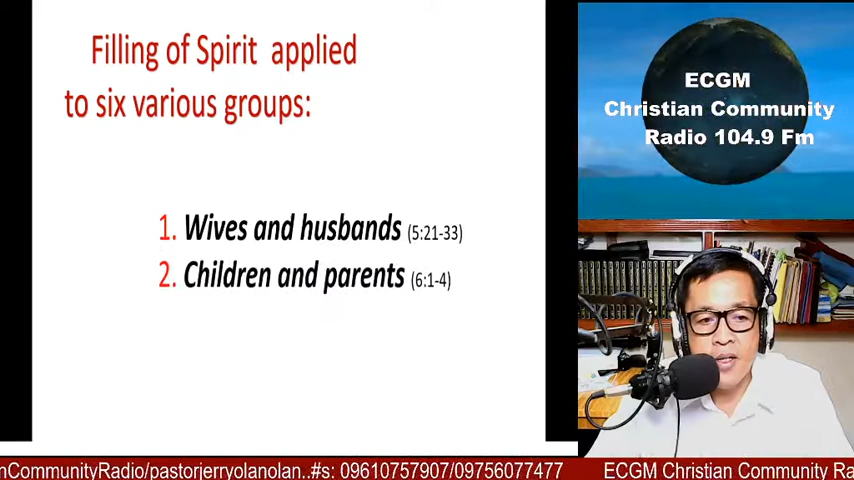 Filling of Spirit applied
to six various groups:
1. Wives and husbands (5:21-33)
2. Children and parents (6:1-4)
ECGM
Christian Community
Radio 104.9 Fm
nCommunityRadio/pastorjerryolanolan..#s: 09610757907/09756077477
ECGM Christian Community Ra